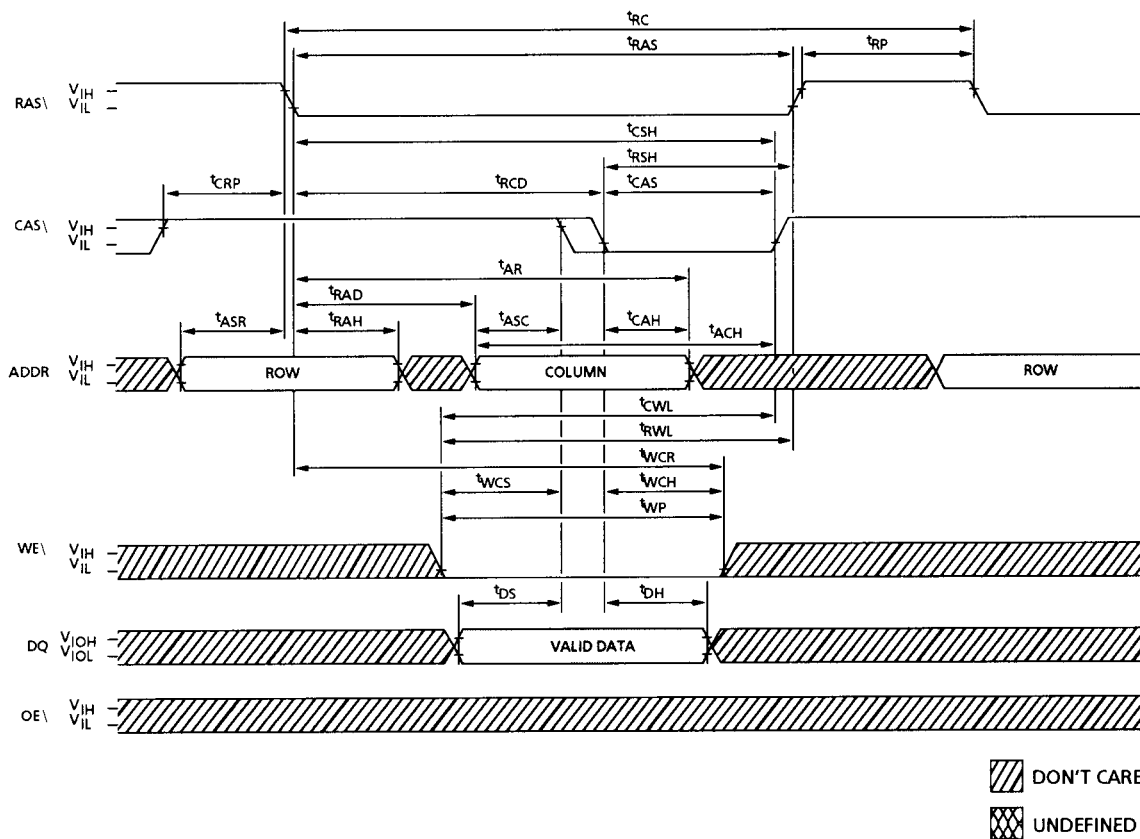 tRC
tRAS
tRP
RAS\ VIH
VIL
tCSH
tRSH
tCRP
tRCD
tCAS
CAS\ VIH
VIL
tAR
tRAD
tASR
tRAH
tASC
tCAH
tACH
ADDR VIH
VIL
ROW
COLUMN
ROW
tCWL
tRWL
tWCR
tWCS
tWCH
tWP
WE\ VIH
VIL
tDS
tDH
DQ VIOH
VIOL
VALID DATA
OE\ VIH
VIL
DON'T CARE
UNDEFINED